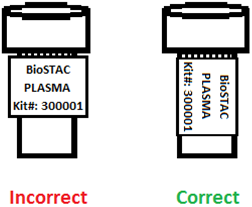 BioSTAC
PLASMA
Kit#: 300001
BioSTAC
PLASMA
Kit#: 300001
Incorrect
Correct